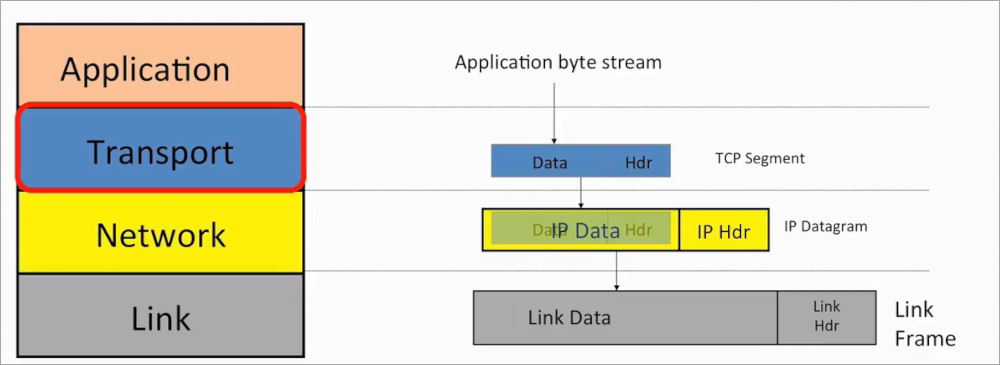 Application
Transport
Network
Link
Application byte stream
Data Hdr
TCP Segment
Data Hdr
IP Data
IP Hdr
IP Datagram
Link Data
Link
Hdr
Link
Frame